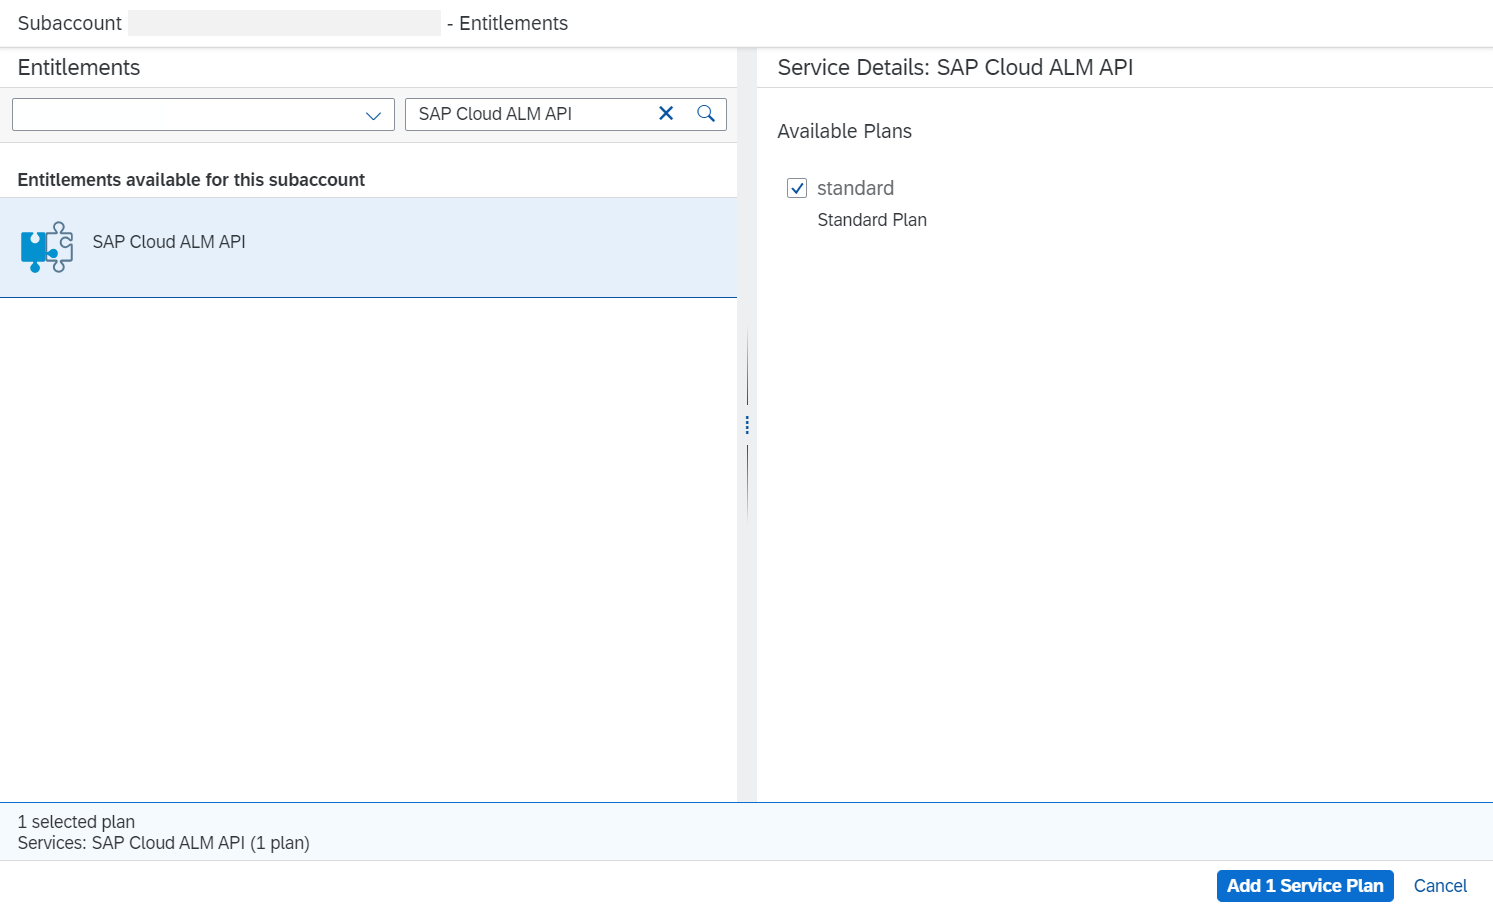 Subaccount - Entitlements
Entitlements
SAP Cloud ALM API
Entitlements available for this subaccount
SAP Cloud ALM API
Service Details: SAP Cloud ALM API
Available Plans
standard
Standard Plan
1 selected plan
Services: SAP Cloud ALM API (1 plan)
Add 1 Service Plan Cancel